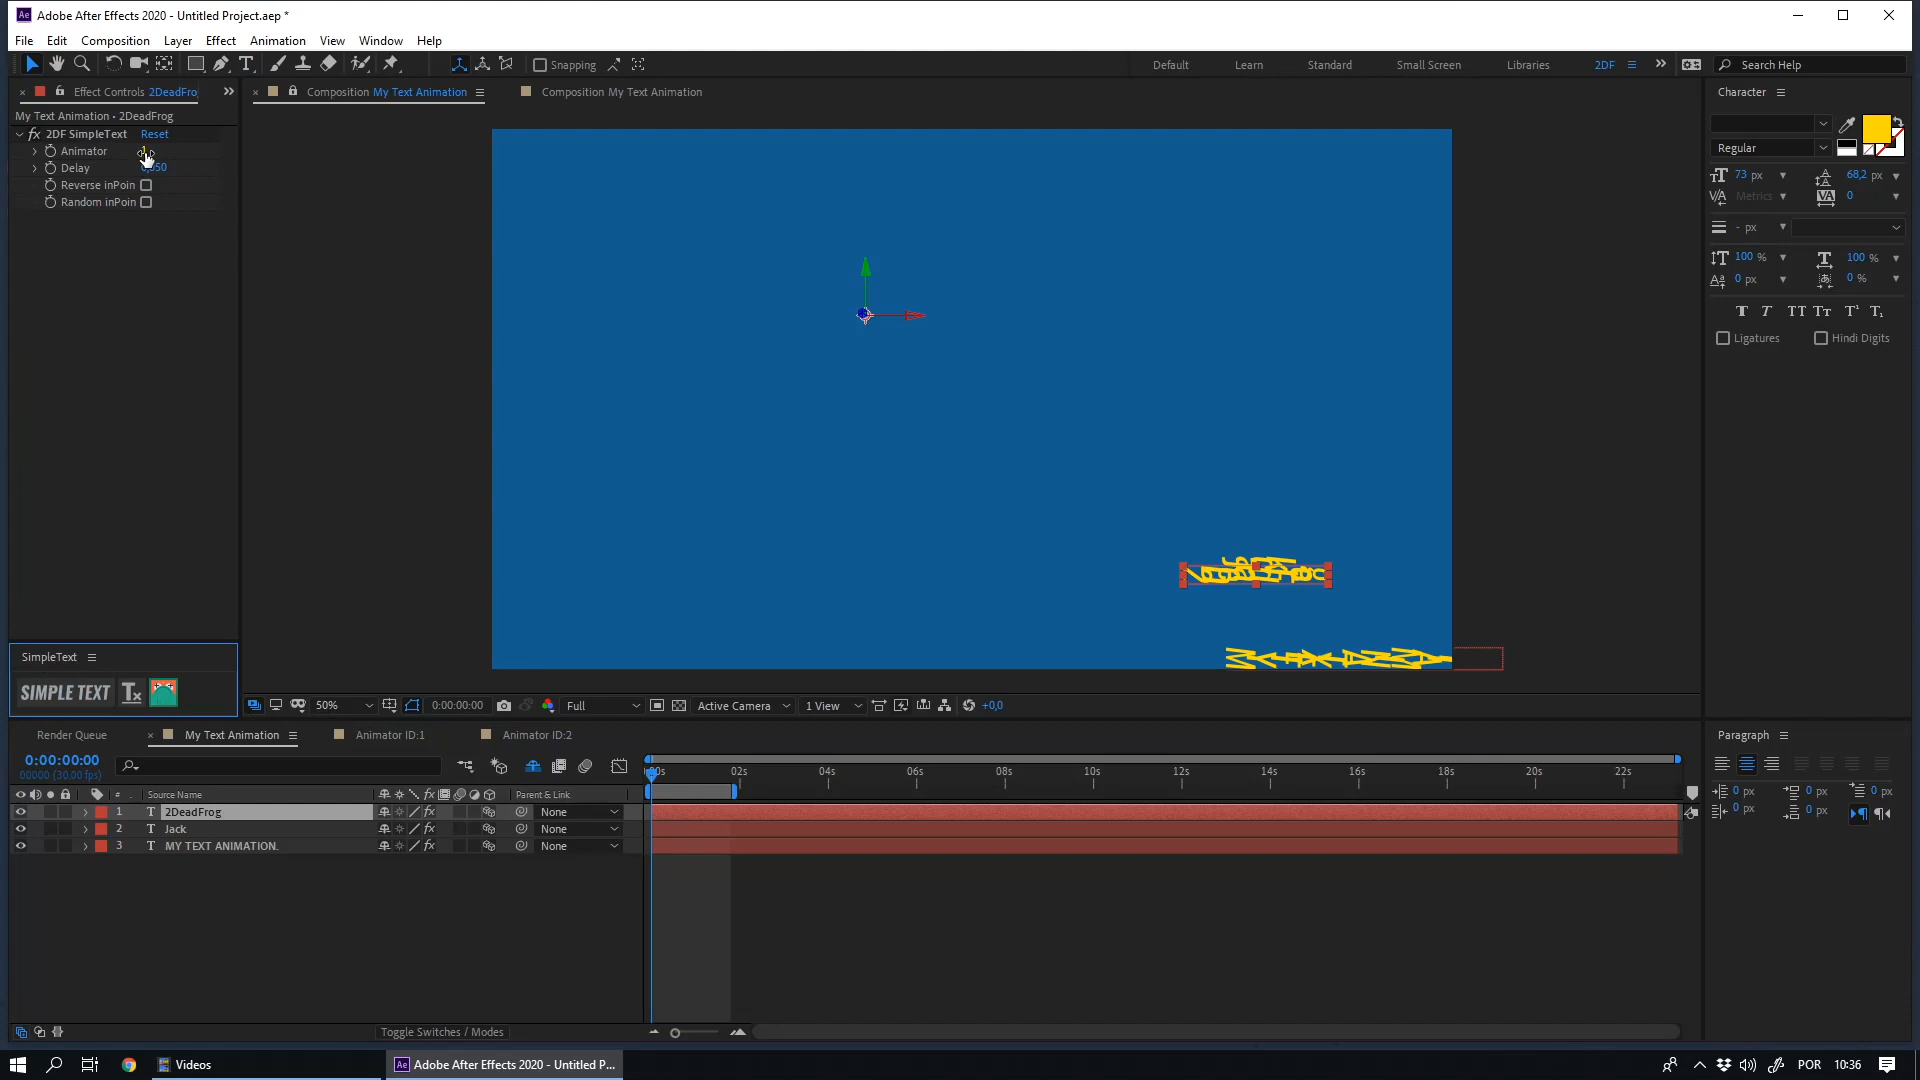 Adobe After Effects 2020 - Untitled Project.aep *
File Edit Composition Layer Effect Animation View Window Help
Snapping
Default Learn Standard Small Screen Libraries 2DF
Search Help
Effect Controls 2DeadFro
Composition My Text Animation
Composition My Text Animation
Character
My Text Animation • 2DeadFrog
2DF SimpleText Reset
Animator
Delay
Reverse inPoin
Random inPoin
Regular
73 px
68,2 px
Metrics
0
- px
100 %
100 %
0 px
0 %
Ligatures
Hindi Digits
SimpleText
SIMPLE TEXT Tx
50%
0:00:00:00
Full
Active Camera
1 View
+0,0
Render Queue
My Text Animation
Animator ID:1
Animator ID:2
Paragraph
0:00:00:00
00000 (30.00 fps)
02s 04s 06s 08s 10s 12s 14s 16s 18s 20s 22s
# Source Name
Parent & Link
1 T 2DeadFrog None
2 T Jack None
3 T MY TEXT ANIMATION. None
0 px 0 px 0 px
0 px 0 px
Toggle Switches / Modes
Videos
Adobe After Effects 2020 - Untitled P...
POR
10:36